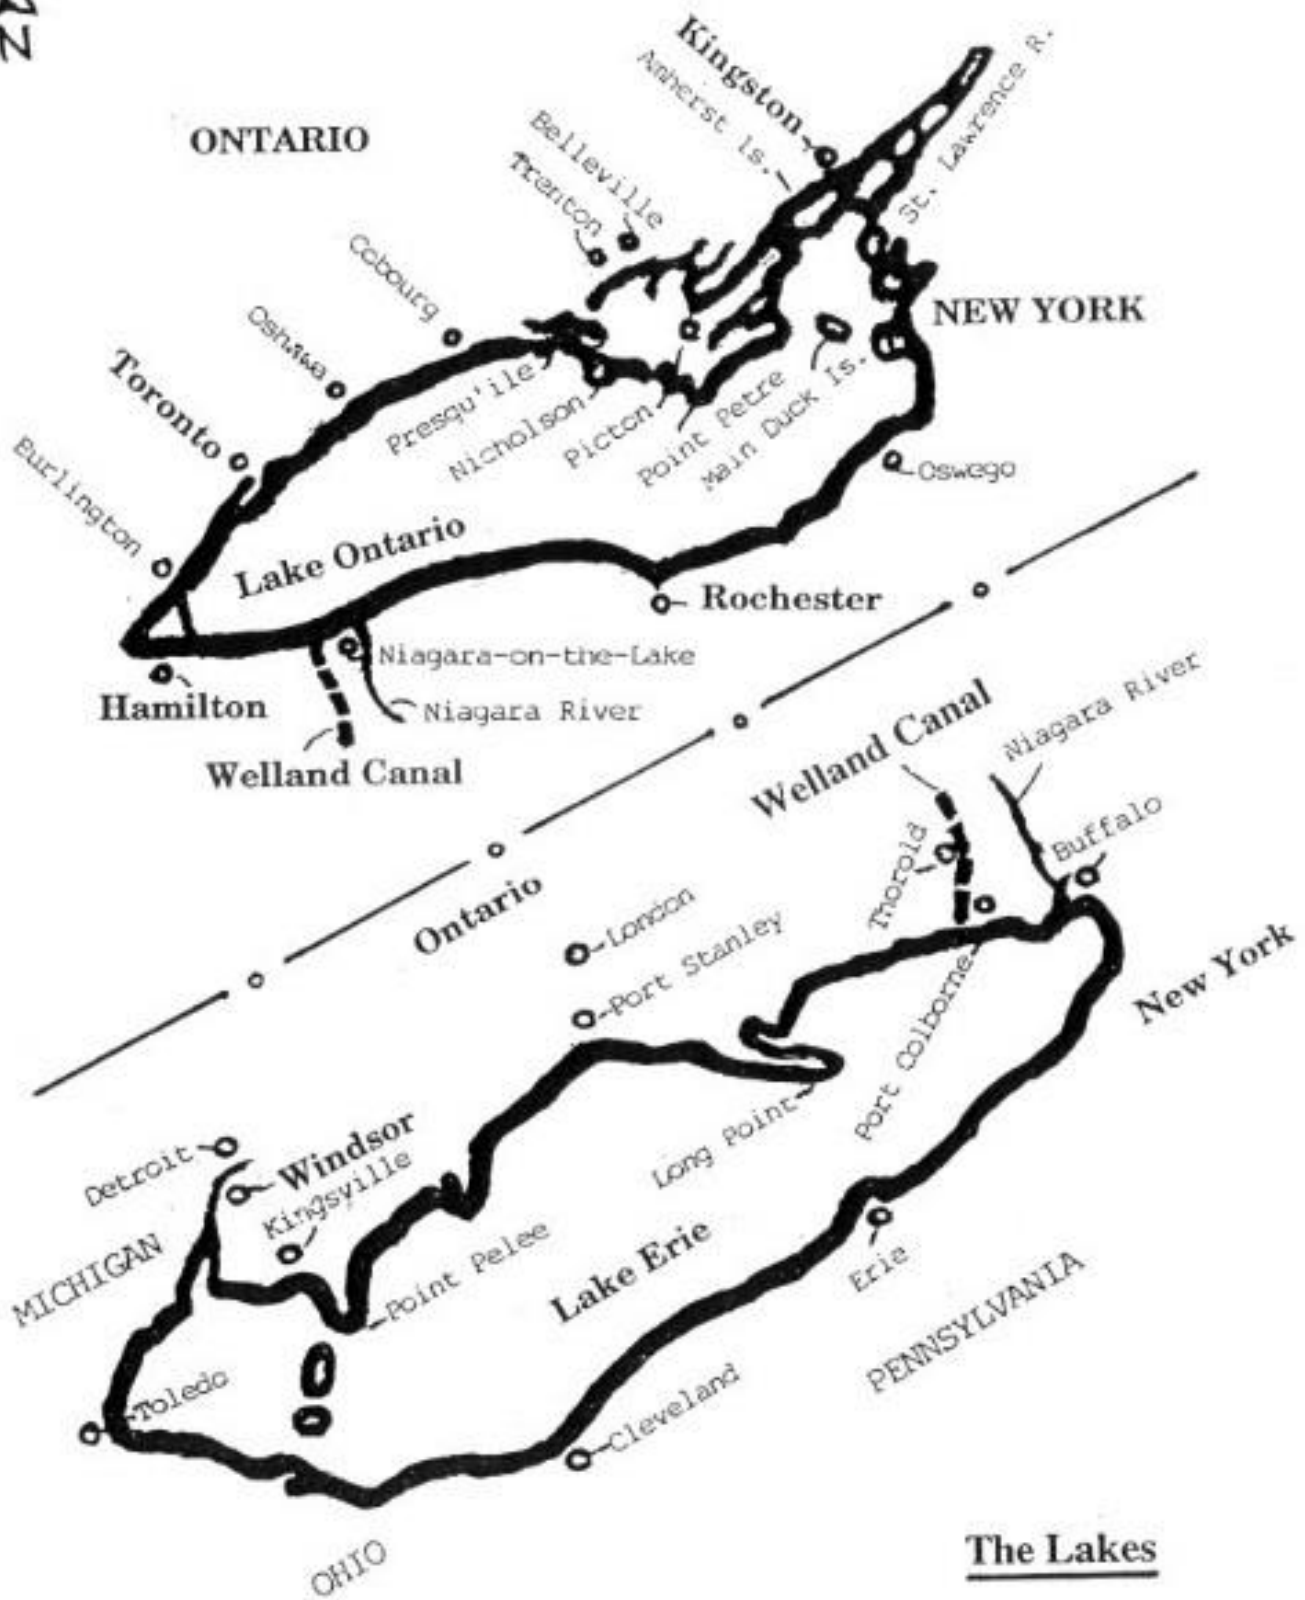 ONTARIO
Kingston
Amherst Is.
St. Lawrence R.
Belleville
Trenton
Cobourg
Oshawa
Toronto
Burlington
NEW YORK
Presqu'ile
Nicholson
Picton
Point Petre
Main Duck Is.
Oswego
Lake Ontario
Rochester
Niagara-on-the-Lake
Niagara River
Hamilton
Welland Canal
Welland Canal
Niagara River
Buffalo
Thorold
Ontario
London
Port Stanley
New York
Port Colborne
Long Point
Detroit
Windsor
Kingsville
MICHIGAN
Point Pelee
Lake Erie
Erie
PENNSYLVANIA
Toledo
Cleveland
OHIO
The Lakes